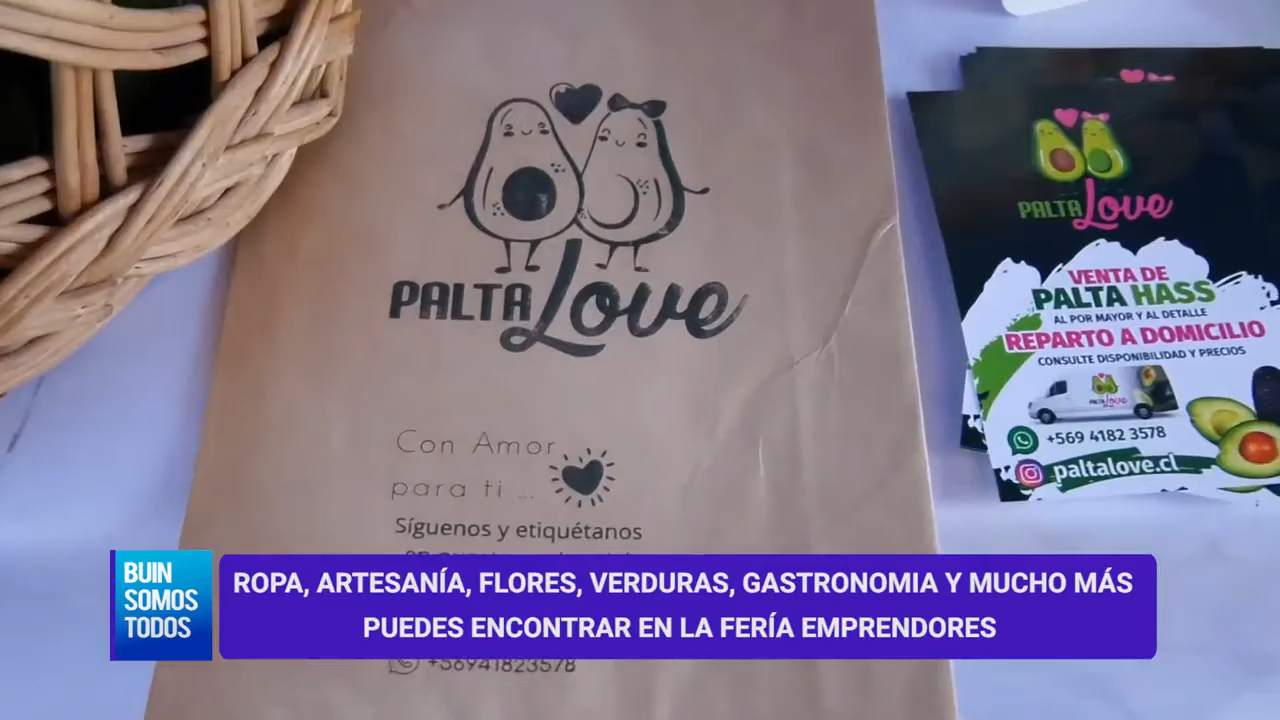 PALTA Love
Con Amor
para ti ...
Síguenos y etiquétanos
+56941823578
PALTA Love
VENTA DE
PALTA HASS
AL POR MAYOR Y AL DETALLE
REPARTO A DOMICILIO
CONSULTE DISPONIBILIDAD Y PRECIOS
PALTA Love
+569 4182 3578
paltalove.cl
BUIN
SOMOS
TODOS
ROPA, ARTESANÍA, FLORES, VERDURAS, GASTRONOMIA Y MUCHO MÁS
PUEDES ENCONTRAR EN LA FERÍA EMPRENDORES